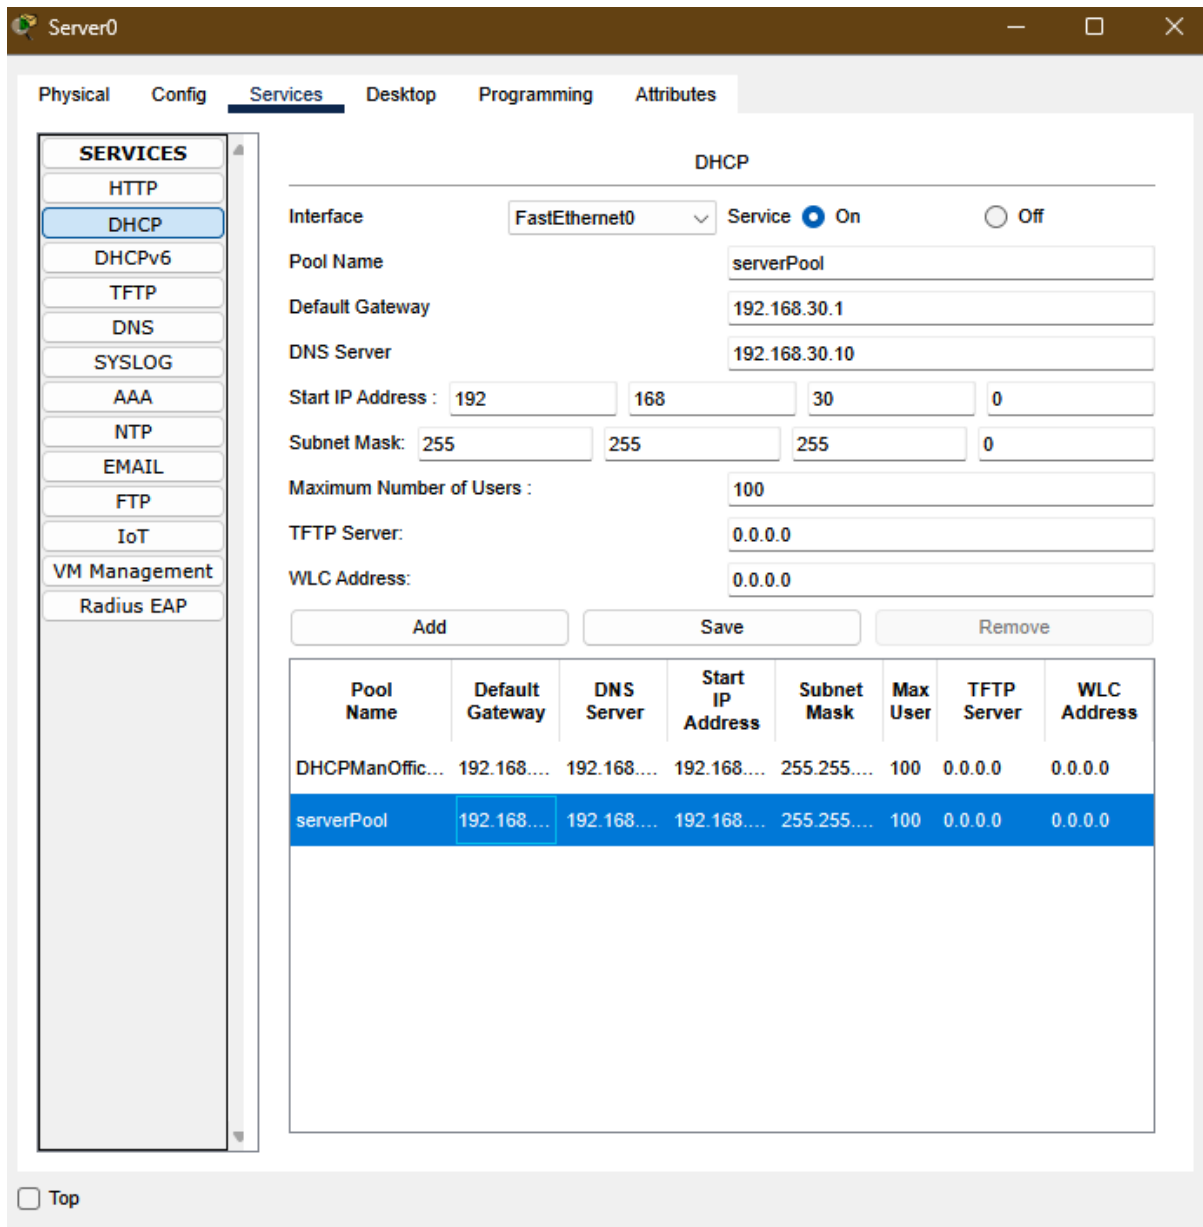 Server0
Physical Config Services Desktop Programming Attributes
SERVICES
HTTP
DHCP
DHCPv6
TFTP
DNS
SYSLOG
AAA
NTP
EMAIL
FTP
IoT
VM Management
Radius EAP
DHCP
Interface FastEthernet0 Service On Off
Pool Name serverPool
Default Gateway 192.168.30.1
DNS Server 192.168.30.10
Start IP Address : 192 168 30 0
Subnet Mask: 255 255 255 0
Maximum Number of Users : 100
TFTP Server: 0.0.0.0
WLC Address: 0.0.0.0
Add Save Remove
Pool Name Default Gateway DNS Server Start IP Address Subnet Mask Max User TFTP Server WLC Address
DHCPManOffic... 192.168.... 192.168.... 192.168.... 255.255.... 100 0.0.0.0 0.0.0.0
serverPool 192.168.... 192.168.... 192.168.... 255.255.... 100 0.0.0.0 0.0.0.0
Top